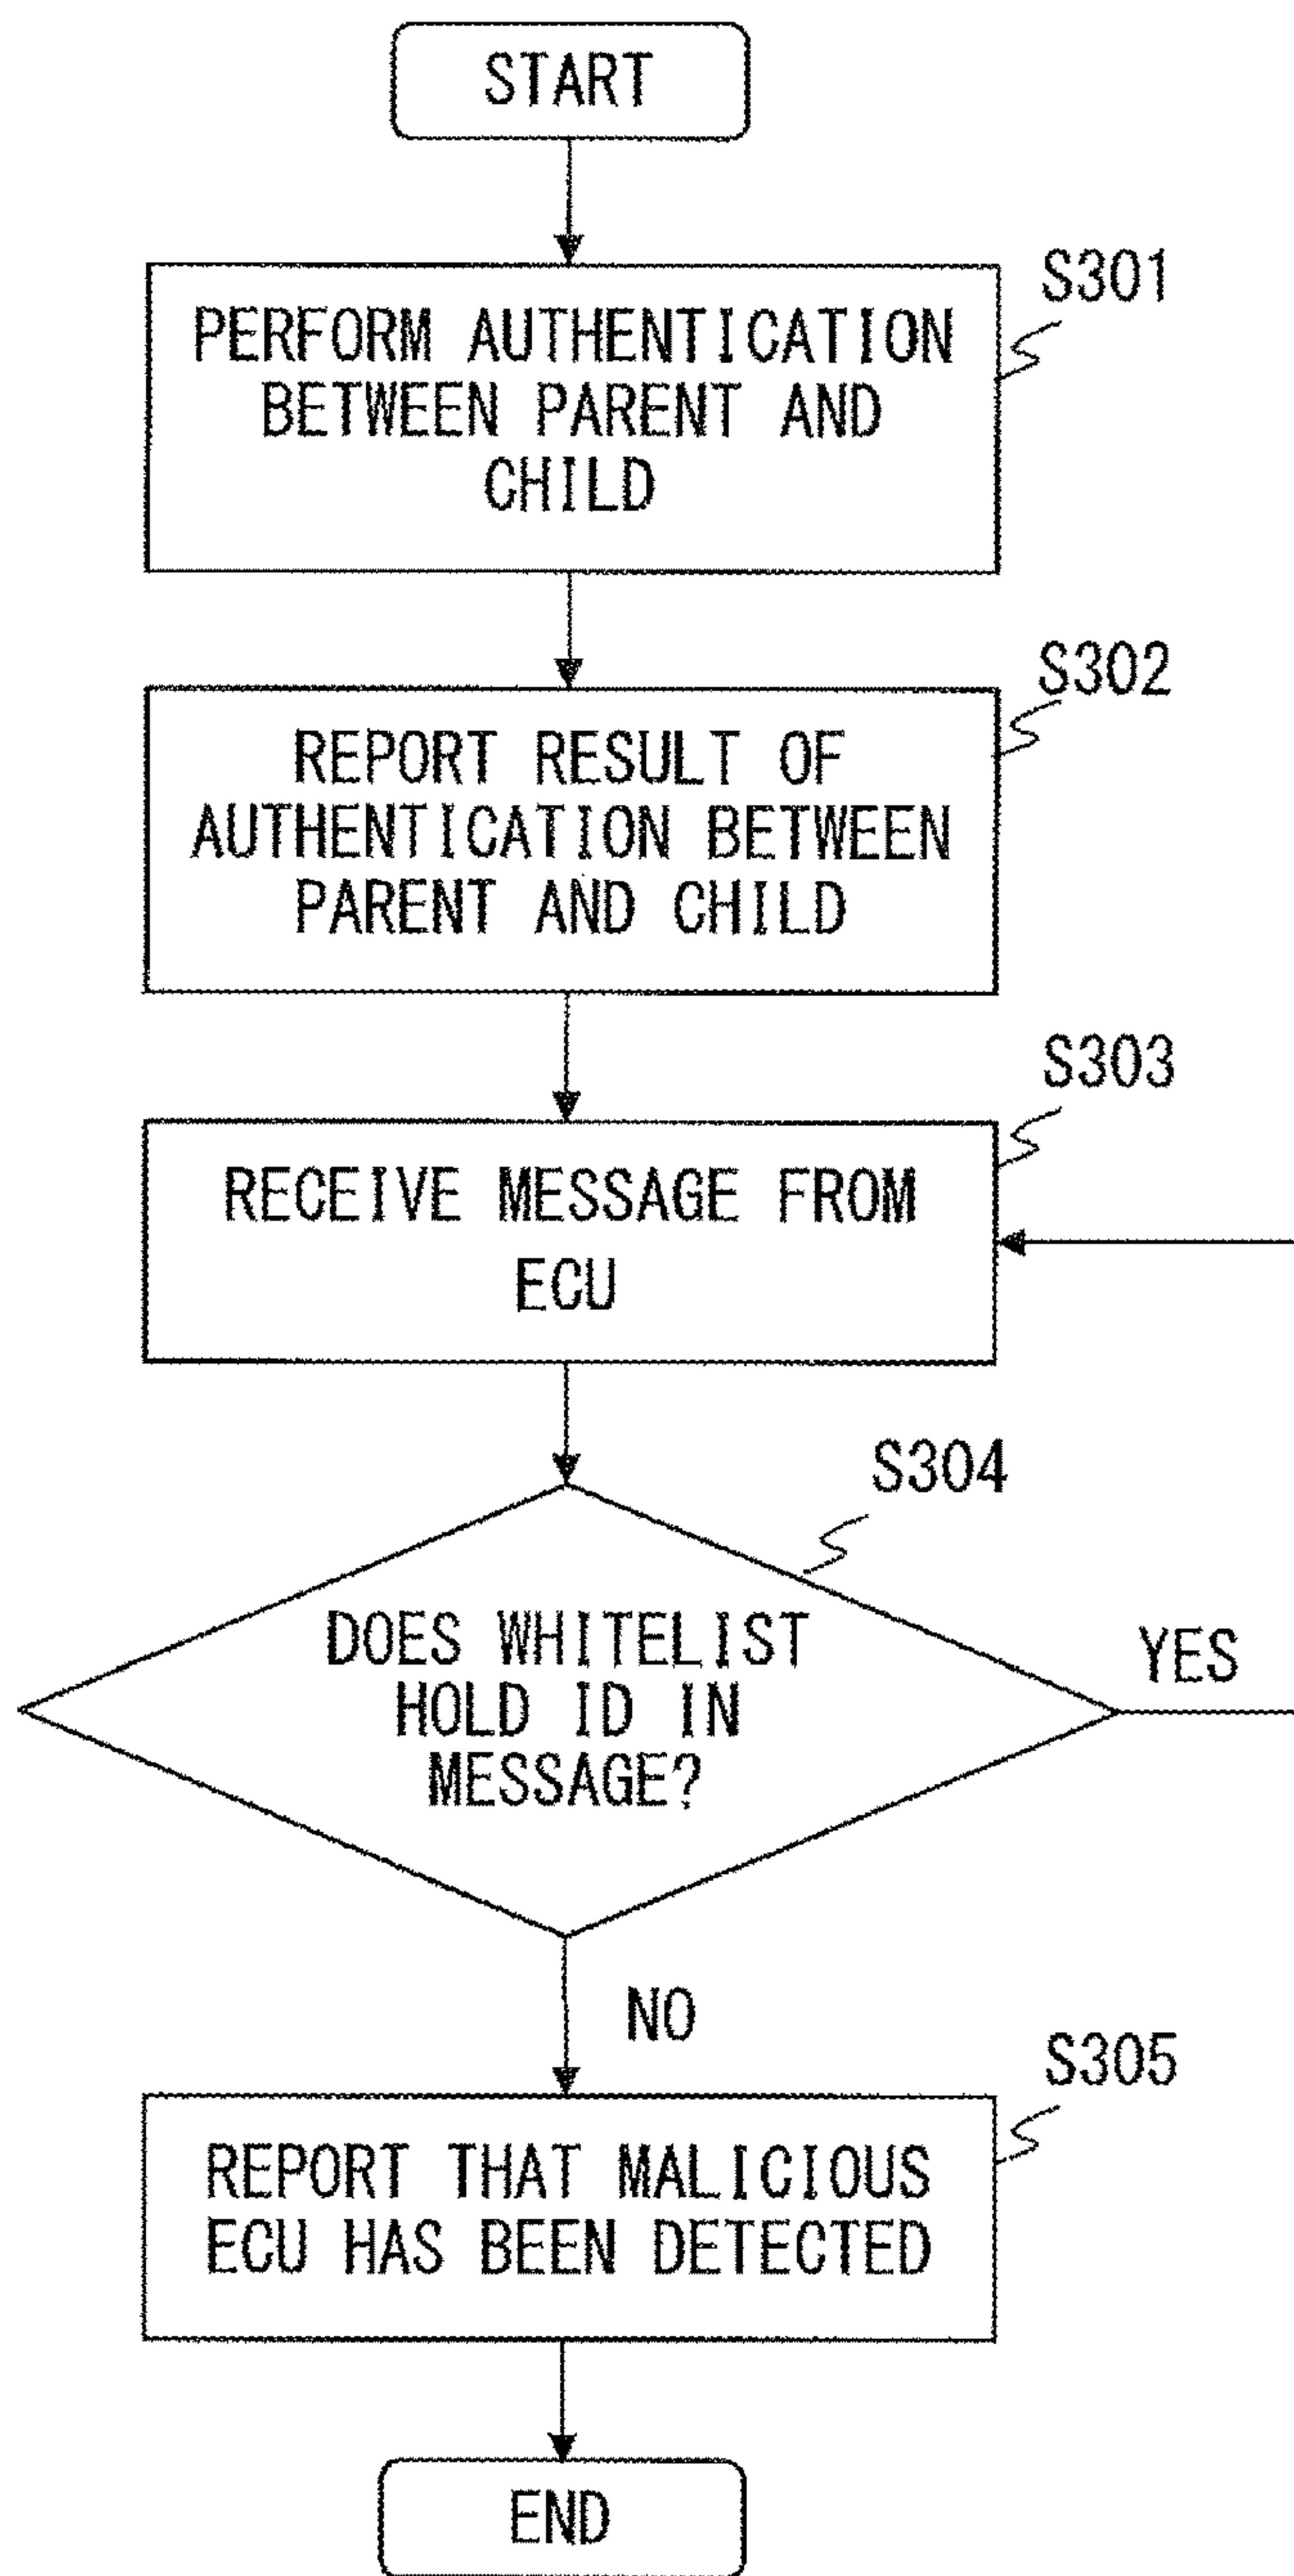 START
S301
PERFORM AUTHENTICATION
BETWEEN PARENT AND
CHILD
S302
REPORT RESULT OF
AUTHENTICATION BETWEEN
PARENT AND CHILD
S303
RECEIVE MESSAGE FROM
ECU
S304
DOES WHITELIST
HOLD ID IN
MESSAGE?
YES
NO
S305
REPORT THAT MALICIOUS
ECU HAS BEEN DETECTED
END